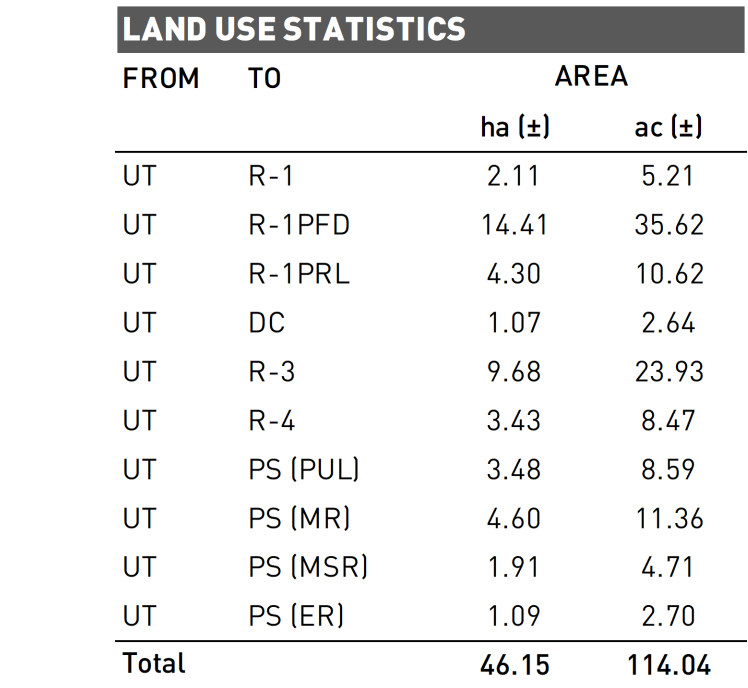 LAND USE STATISTICS
FROM TO AREA
ha (±) ac (±)
UT R-1 2.11 5.21
UT R-1PFD 14.41 35.62
UT R-1PRL 4.30 10.62
UT DC 1.07 2.64
UT R-3 9.68 23.93
UT R-4 3.43 8.47
UT PS (PUL) 3.48 8.59
UT PS (MR) 4.60 11.36
UT PS (MSR) 1.91 4.71
UT PS (ER) 1.09 2.70
Total 46.15 114.04